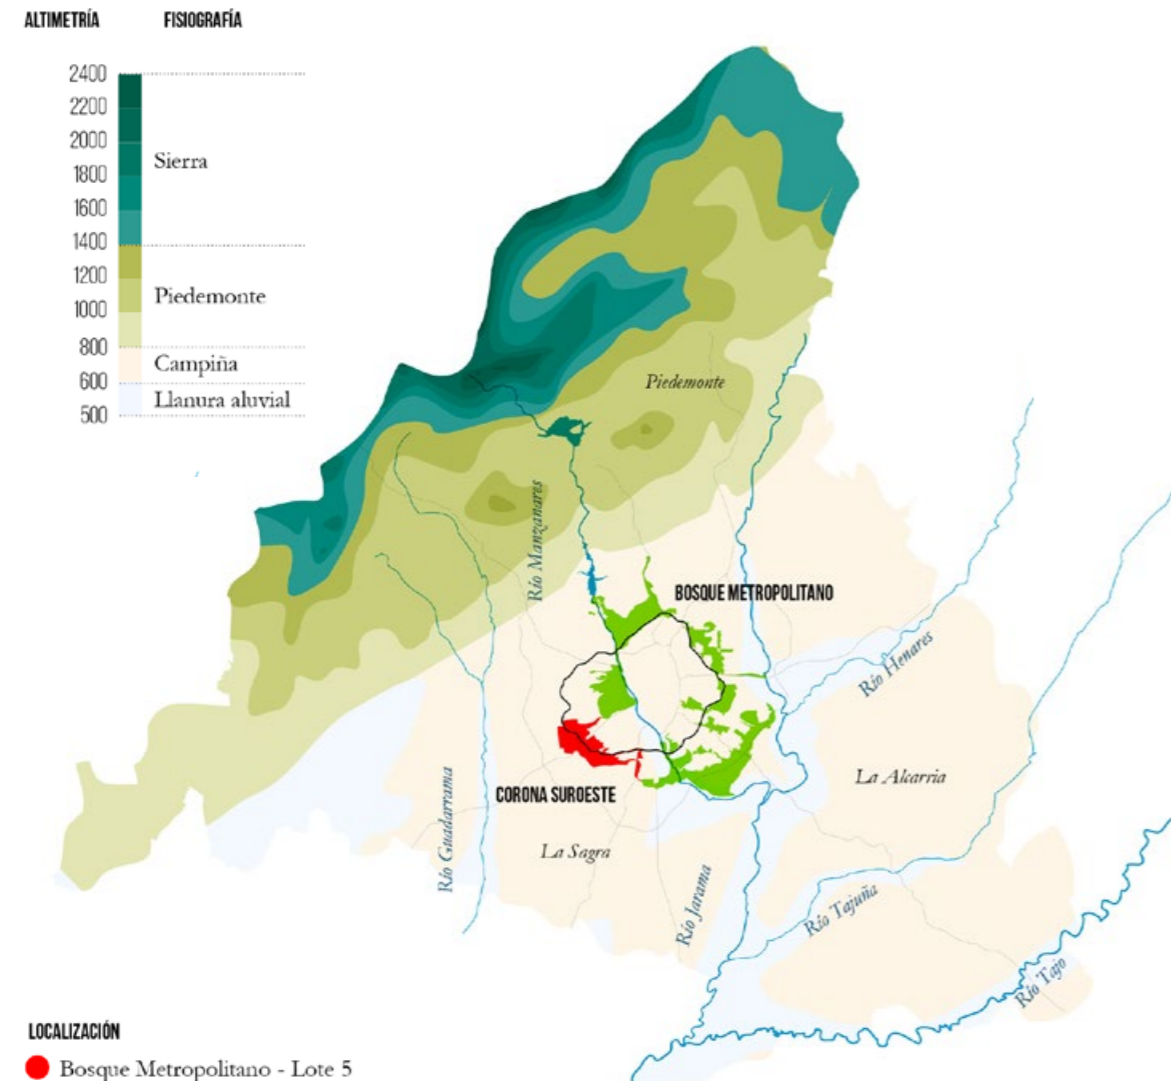 ALTIMETRÍA
FISIOGRAFÍA
2400
2200
2000
1800
1600
1400
1200
1000
800
600
500
Sierra
Piedemonte
Campiña
Llanura aluvial
Piedemonte
Río Manzanares
BOSQUE METROPOLITANO
Río Henares
La Alcarria
CORONA SUROESTE
Río Guadarrama
La Sagra
Río Jarama
Río Tajuña
Río Tajo
LOCALIZACIÓN
Bosque Metropolitano - Lote 5